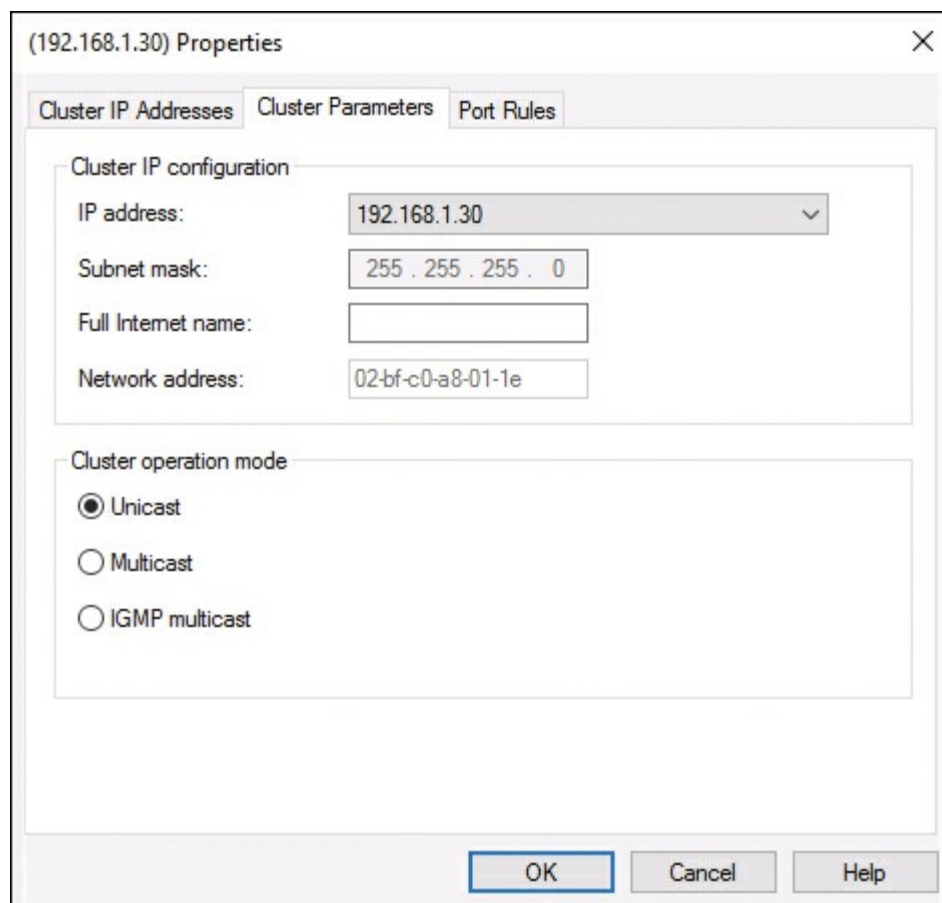 (192.168.1.30) Properties
Cluster IP Addresses Cluster Parameters Port Rules
Cluster IP configuration
IP address: 192.168.1.30
Subnet mask: 255 . 255 . 255 . 0
Full Internet name:
Network address: 02-bf-c0-a8-01-1e
Cluster operation mode
Unicast
Multicast
IGMP multicast
OK Cancel Help